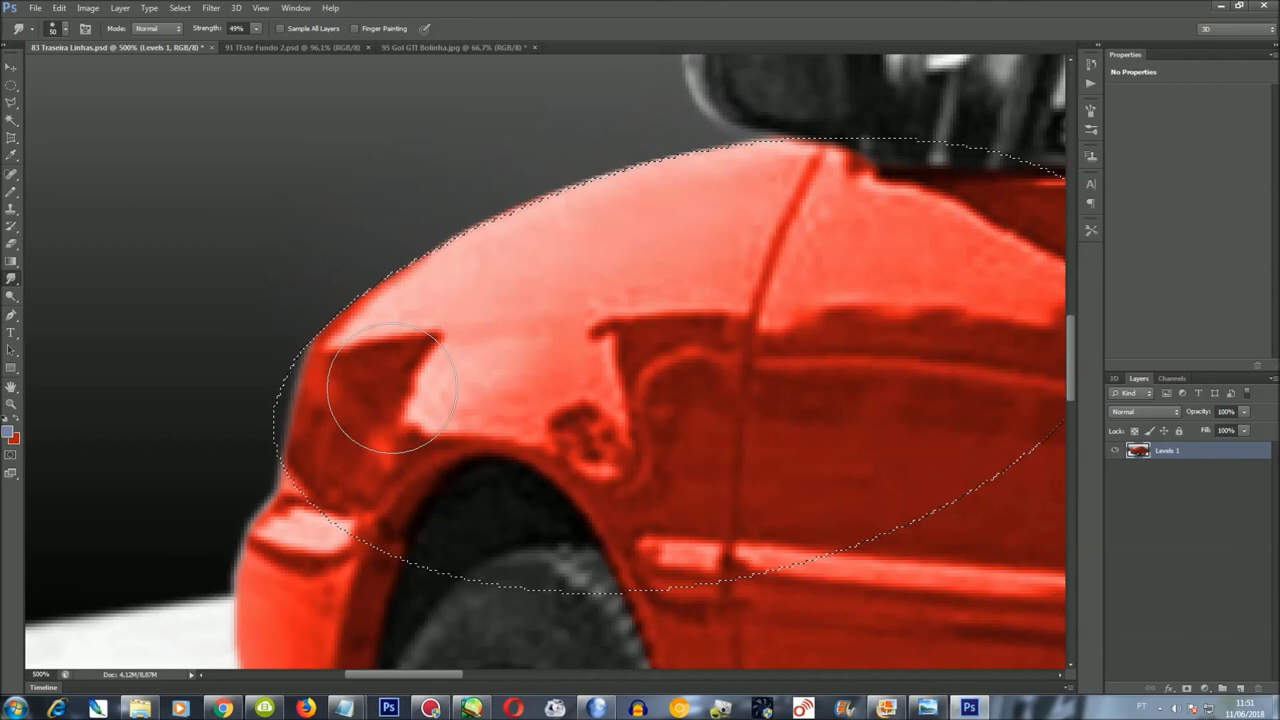 File Edit Image Layer Type Select Filter 3D View Window Help
50 Mode: Normal Strength: 49% Sample All Layers Finger Painting 3D
83 Traseira Linhas.psd @ 500% (Levels 1, RGB/8) * × 91 TEste Fundo 2.psd @ 96,1% (RGB/8) × 95 Gol GTI Bolinha.jpg @ 66,7% (RGB/8) * ×
Properties
No Properties
3D Layers Channels
Kind
Normal Opacity: 100%
Lock: Fill: 100%
Levels 1
500% Doc: 4.12M/8.87M
Timeline
PT 11:51
11/06/2018